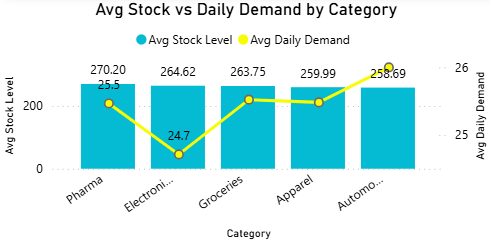 Avg Stock vs Daily Demand by Category
Avg Stock Level Avg Daily Demand
270.20 264.62 263.75 259.99 258.69
25.5
24.7
200
0
26
25
Avg Stock Level
Avg Daily Demand
Pharma
Electroni...
Groceries
Apparel
Automo...
Category